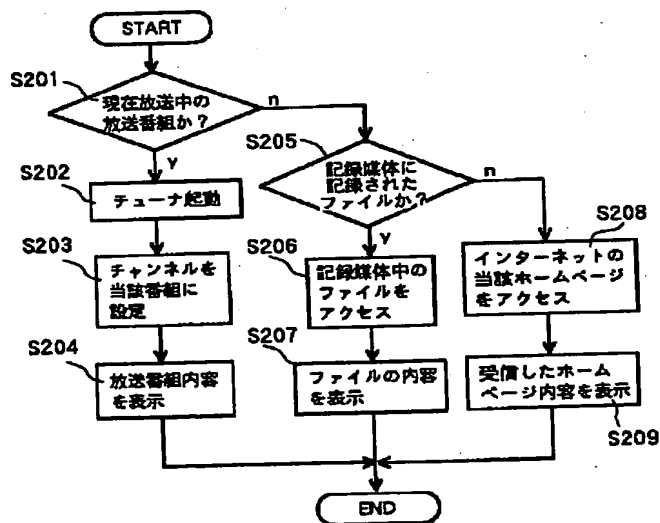 START
S201
現在放送中の
放送番組か?
n
y
S202
チューナ起動
S203
チャンネルを
当該番組に
設定
S204
放送番組内容
を表示
S205
記録媒体に
記録された
ファイルか?
n
y
S206
記録媒体中の
ファイルを
アクセス
S207
ファイルの内容
を表示
S208
インターネットの
当該ホームページ
をアクセス
受信したホーム
ページ内容を表示
S209
END